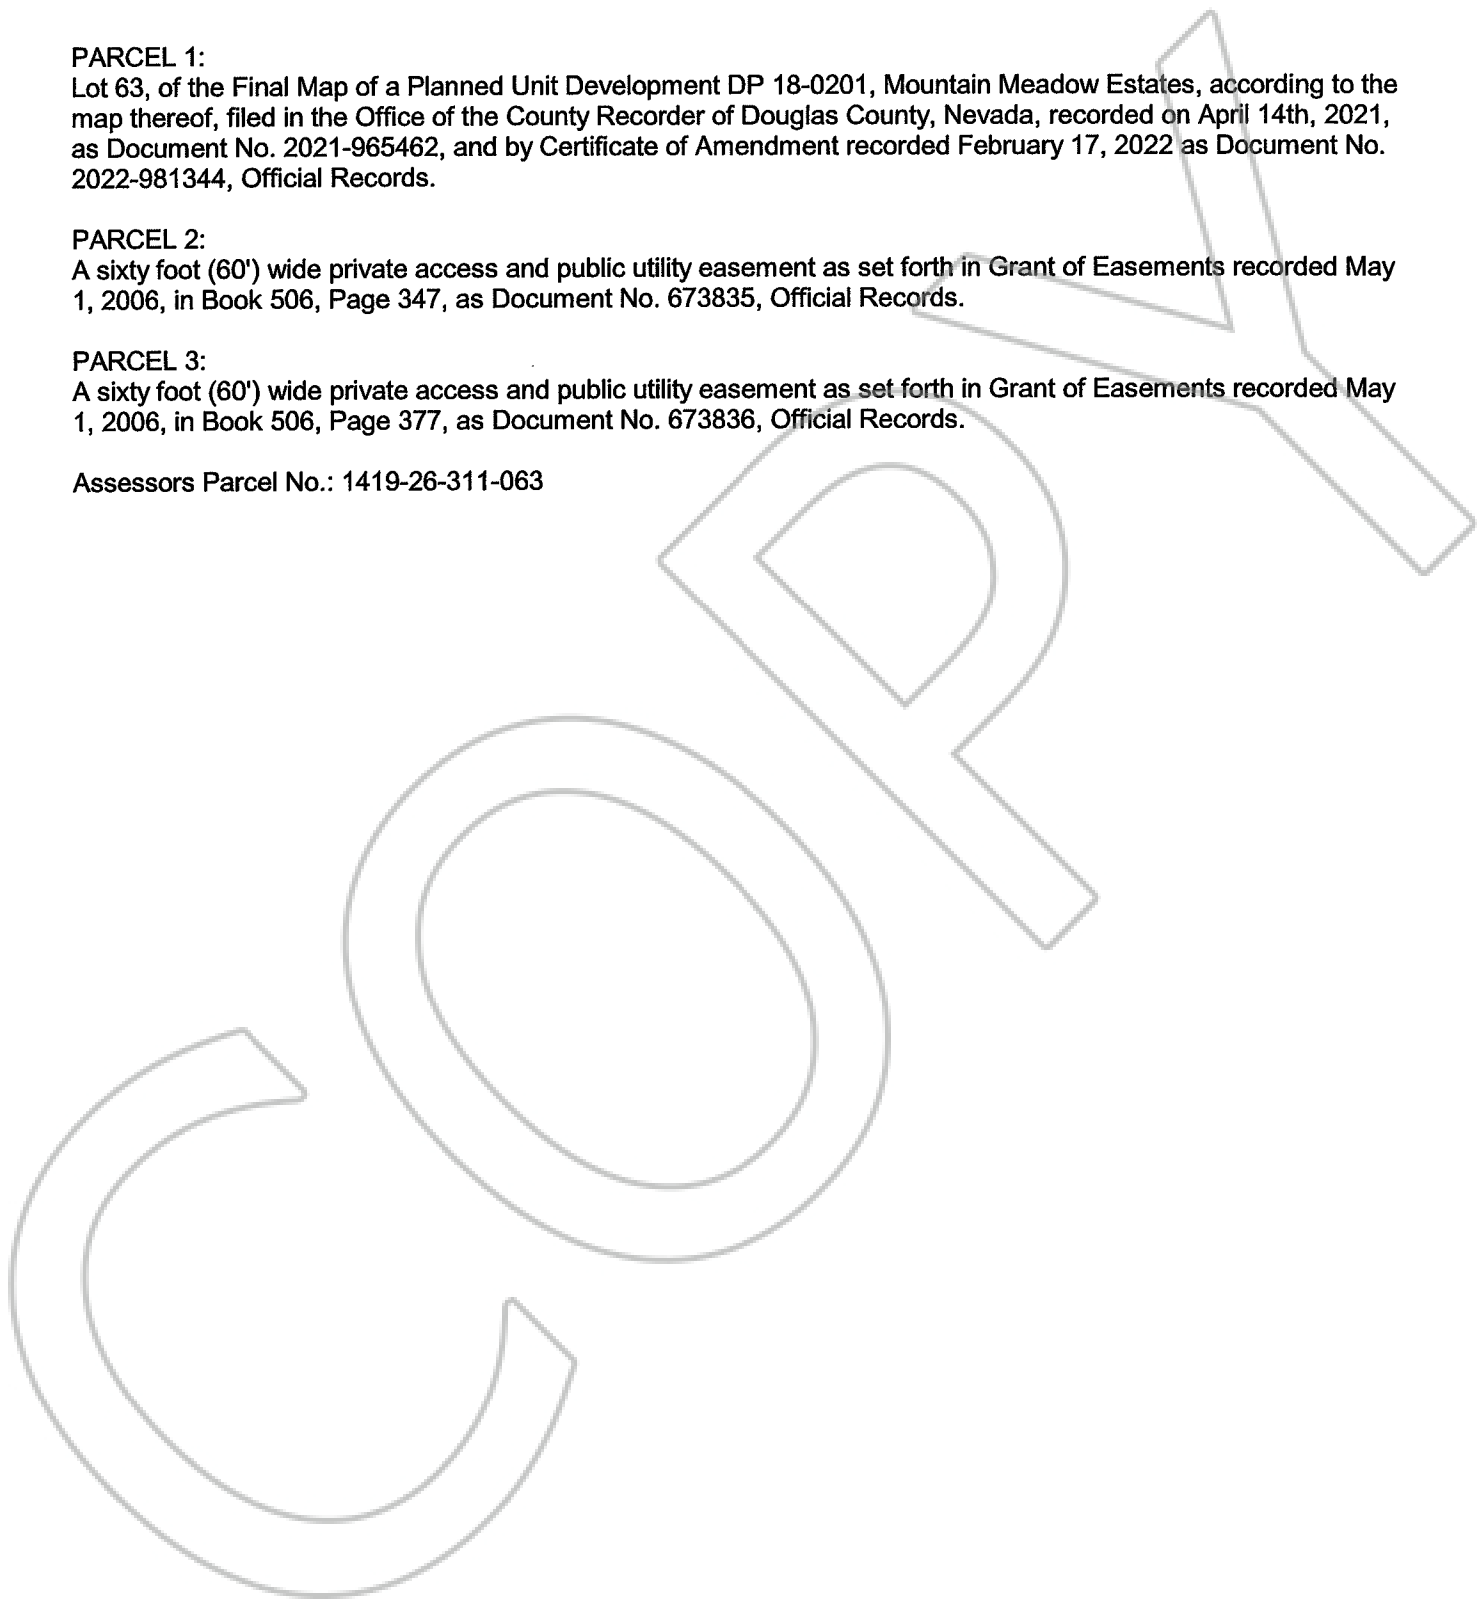 PARCEL 1:
Lot 63, of the Final Map of a Planned Unit Development DP 18-0201, Mountain Meadow Estates, according to the
map thereof, filed in the Office of the County Recorder of Douglas County, Nevada, recorded on April 14th, 2021,
as Document No. 2021-965462, and by Certificate of Amendment recorded February 17, 2022 as Document No.
2022-981344, Official Records.
PARCEL 2:
A sixty foot (60') wide private access and public utility easement as set forth in Grant of Easements recorded May
1, 2006, in Book 506, Page 347, as Document No. 673835, Official Records.
PARCEL 3:
A sixty foot (60') wide private access and public utility easement as set forth in Grant of Easements recorded May
1, 2006, in Book 506, Page 377, as Document No. 673836, Official Records.
Assessors Parcel No.: 1419-26-311-063
COPY